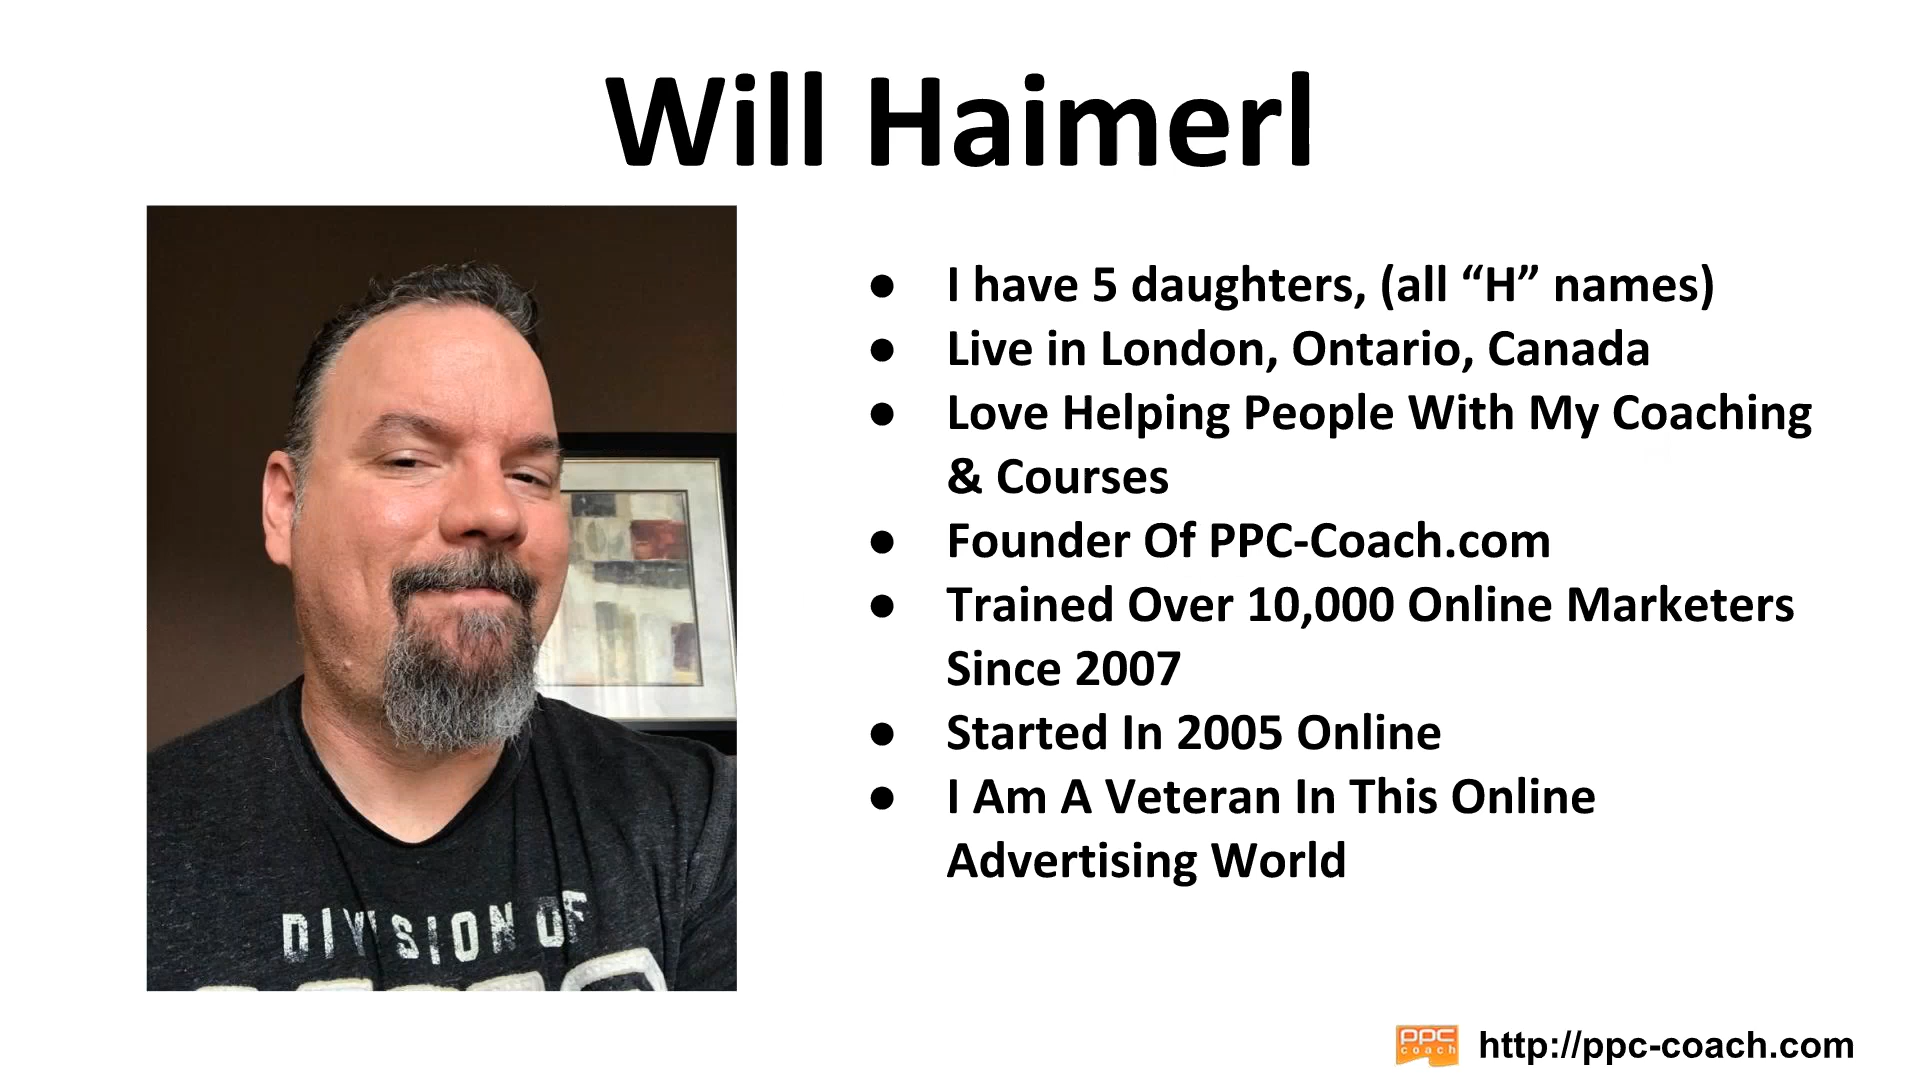 Will Haimerl
● I have 5 daughters, (all “H” names)
● Live in London, Ontario, Canada
● Love Helping People With My Coaching
& Courses
● Founder Of PPC-Coach.com
● Trained Over 10,000 Online Marketers
Since 2007
● Started In 2005 Online
● I Am A Veteran In This Online
Advertising World
DIVISION OF
ppc
coach
http://ppc-coach.com